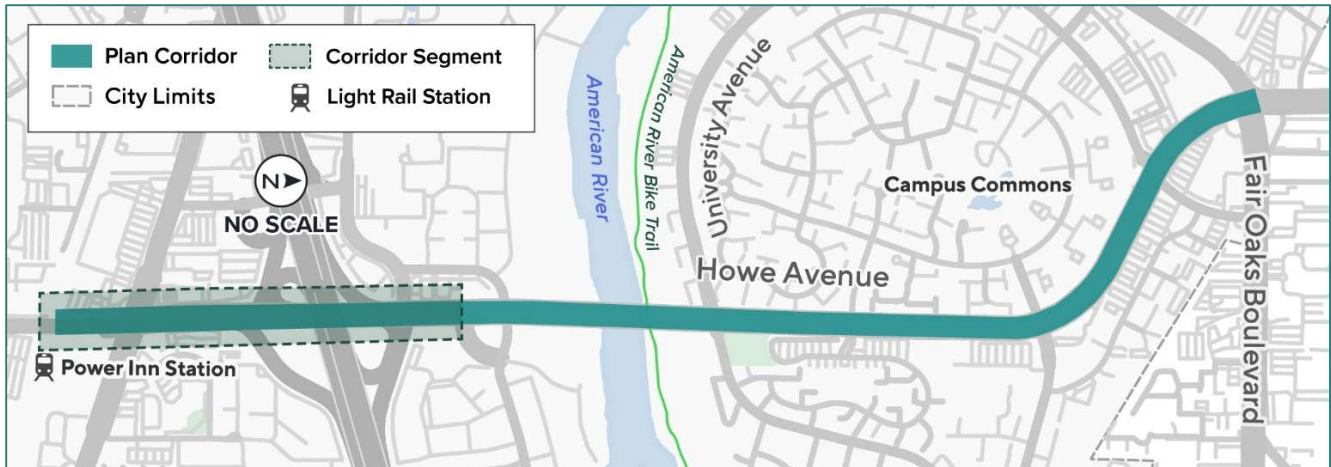 Plan Corridor
Corridor Segment
City Limits
Light Rail Station
N
NO SCALE
American River
American River Bike Trail
University Avenue
Campus Commons
Howe Avenue
Fair Oaks Boulevard
Power Inn Station